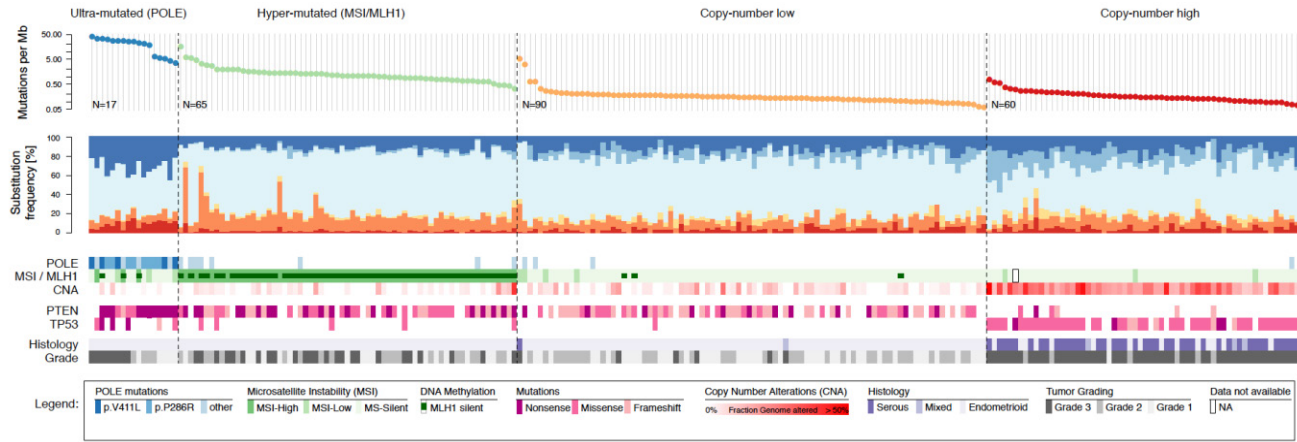 Ultra-mutated (POLE) Hyper-mutated (MSI/MLH1) Copy-number low Copy-number high
Mutations per Mb
50.00
5.00
0.50
0.05
N=17 N=65 N=90 N=60
Substitution
frequency [%]
100
80
60
40
20
0
POLE
MSI / MLH1
CNA
PTEN
TP53
Histology
Grade
Legend:
POLE mutations
p.V411L p.P286R other
Microsatellite Instability (MSI)
MSI-High MSI-Low MS-Silent
DNA Methylation
MLH1 silent
Mutations
Nonsense Missense Frameshift
Copy Number Alterations (CNA)
0% Fraction Genome altered > 50%
Histology
Serous Mixed Endometrioid
Tumor Grading
Grade 3 Grade 2 Grade 1
Data not available
NA